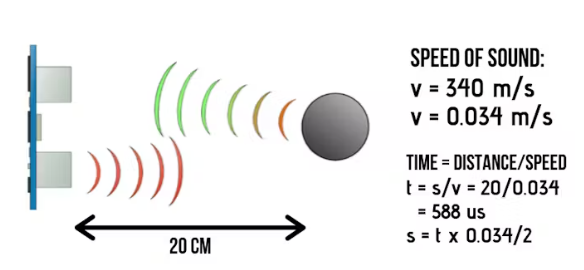 SPEED OF SOUND:
v = 340 m/s
v = 0.034 m/s
TIME = DISTANCE/SPEED
t = s/v = 20/0.034
= 588 us
s = t x 0.034/2
20 CM